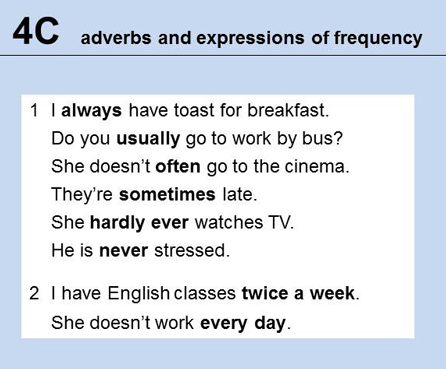 4C adverbs and expressions of frequency
1 I always have toast for breakfast.
Do you usually go to work by bus?
She doesn’t often go to the cinema.
They’re sometimes late.
She hardly ever watches TV.
He is never stressed.
2 I have English classes twice a week.
She doesn’t work every day.